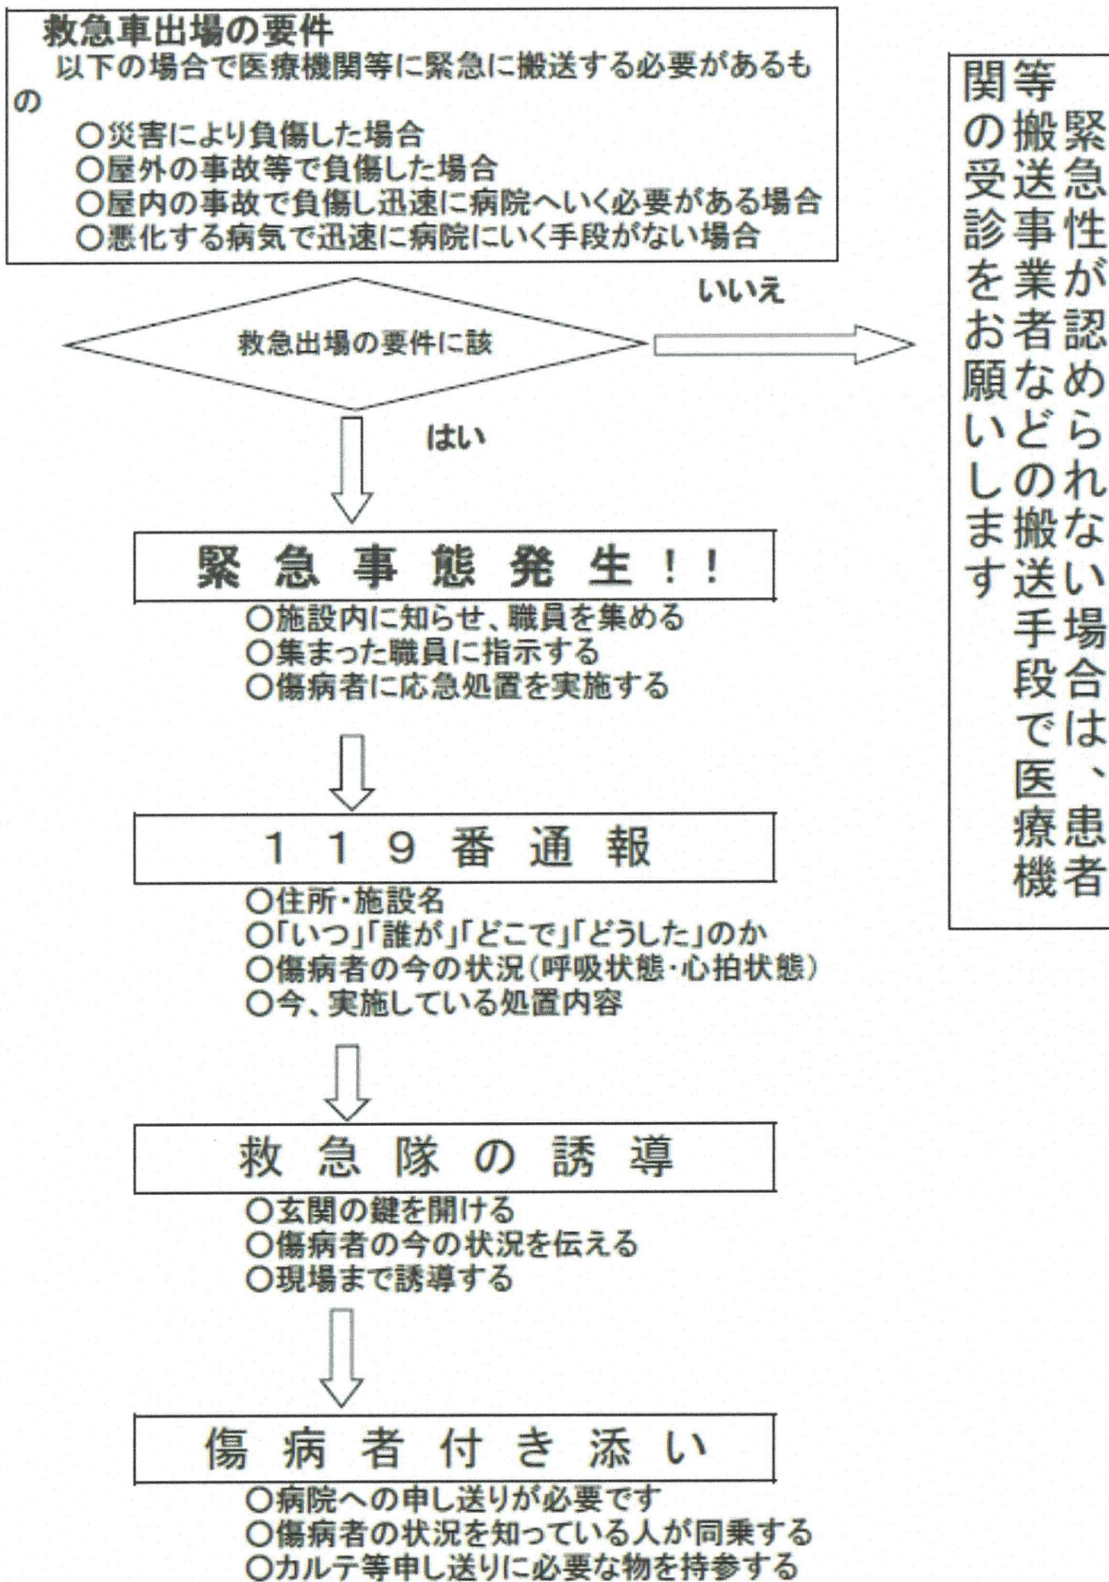 救急車出場の要件
以下の場合で医療機関等に緊急に搬送する必要があるも
の
○災害により負傷した場合
○屋外の事故等で負傷した場合
○屋内の事故で負傷し迅速に病院へいく必要がある場合
○悪化する病気で迅速に病院にいく手段がない場合
いいえ
救急出場の要件に該
はい
緊急性が認められない場合は、患者
等搬送事業者などの搬送手段で医療機
関の受診をお願いします
緊急事態発生！！
○施設内に知らせ、職員を集める
○集まった職員に指示する
○傷病者に応急処置を実施する
１１９番通報
○住所・施設名
○「いつ」「誰が」「どこで」「どうした」のか
○傷病者の今の状況（呼吸状態・心拍状態）
○今、実施している処置内容
救急隊の誘導
○玄関の鍵を開ける
○傷病者の今の状況を伝える
○現場まで誘導する
傷病者付き添い
○病院への申し送りが必要です
○傷病者の状況を知っている人が同乗する
○カルテ等申し送りに必要な物を持参する